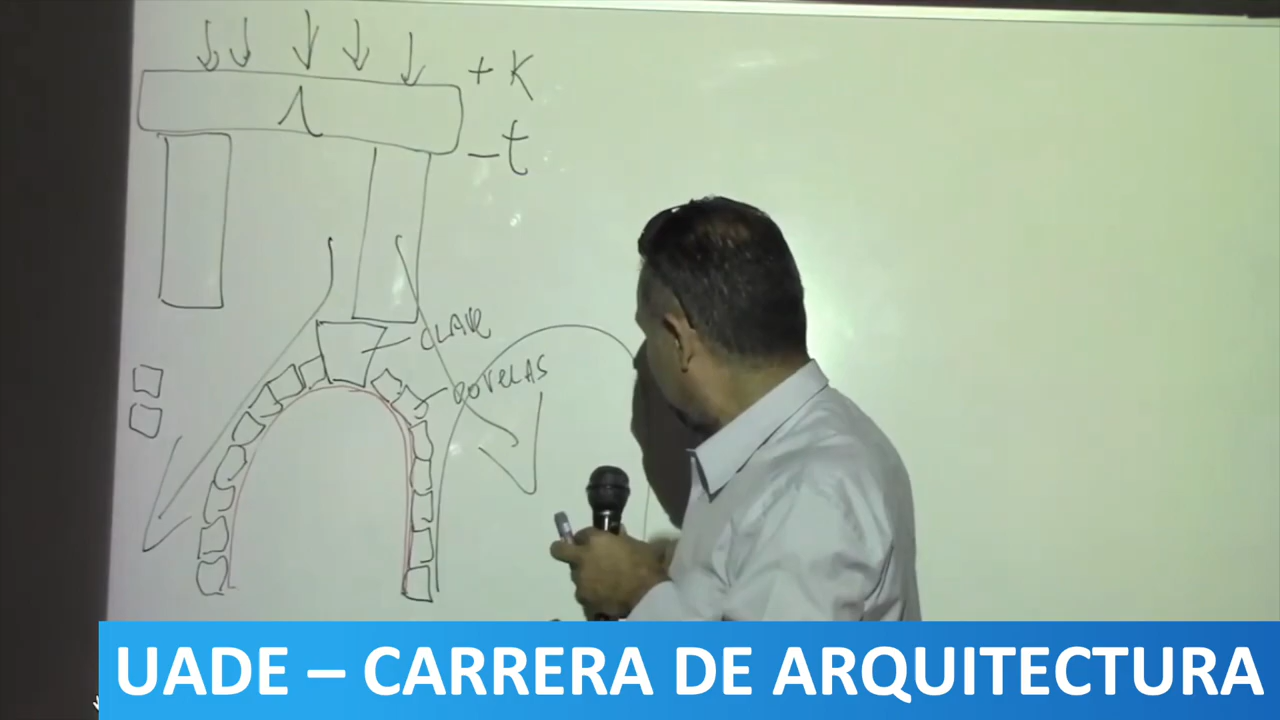 + K
- t
CLAVE
DOVELAS
UADE – CARRERA DE ARQUITECTURA